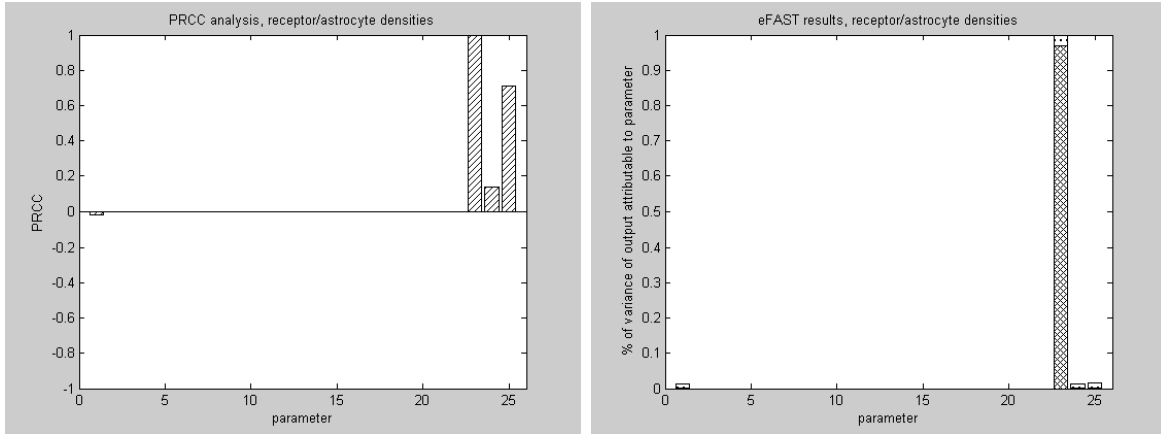 PRCC analysis, receptor/astrocyte densities
1
0.8
0.6
0.4
0.2
0
-0.2
-0.4
-0.6
-0.8
-1
PRCC
0 5 10 15 20 25
parameter
eFAST results, receptor/astrocyte densities
1
0.9
0.8
0.7
0.6
0.5
0.4
0.3
0.2
0.1
0
% of variance of output attributable to parameter
0 5 10 15 20 25
parameter